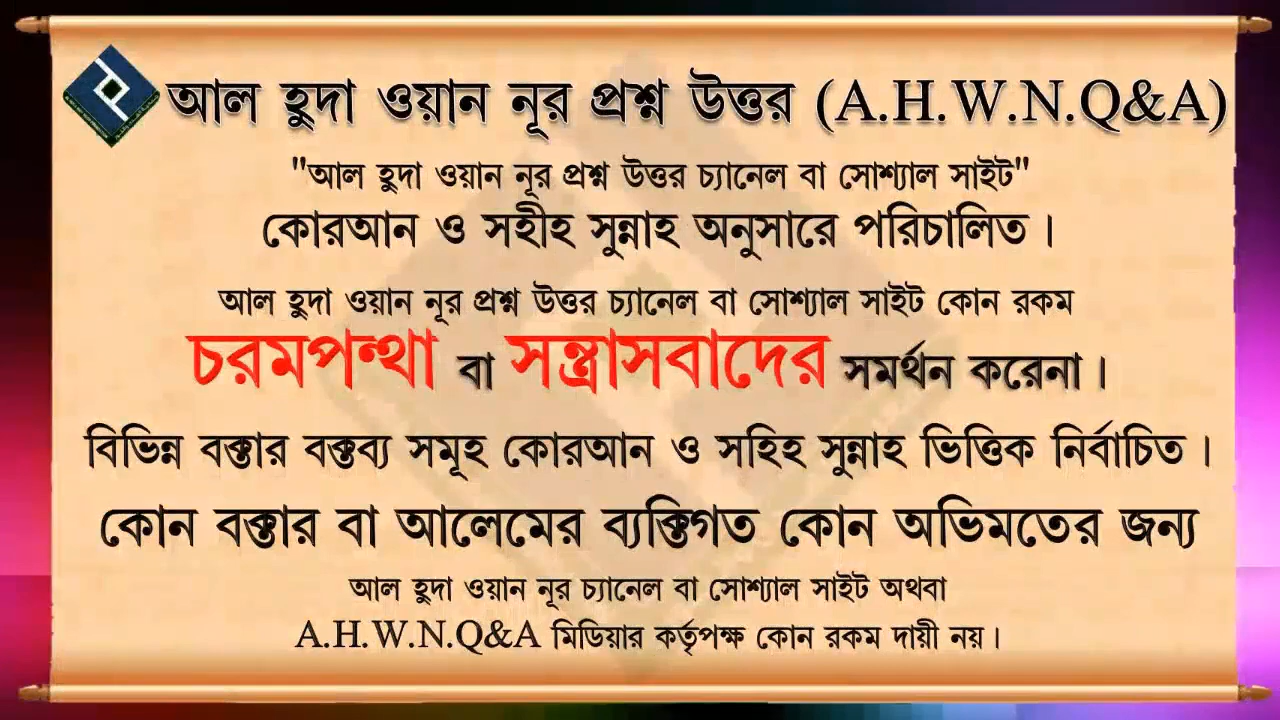 আল হুদা ওয়ান নূর প্রশ্ন উত্তর (A.H.W.N.Q&A)
"আল হুদা ওয়ান নূর প্রশ্ন উত্তর চ্যানেল বা সোশ্যাল সাইট"
কোরআন ও সহীহ সুন্নাহ অনুসারে পরিচালিত।
আল হুদা ওয়ান নূর প্রশ্ন উত্তর চ্যানেল বা সোশ্যাল সাইট কোন রকম
চরমপন্থা বা সন্ত্রাসবাদের সমর্থন করেনা।
বিভিন্ন বক্তার বক্তব্য সমূহ কোরআন ও সহিহ সুন্নাহ ভিত্তিক নির্বাচিত।
কোন বক্তার বা আলেমের ব্যক্তিগত কোন অভিমতের জন্য
আল হুদা ওয়ান নূর চ্যানেল বা সোশ্যাল সাইট অথবা
A.H.W.N.Q&A মিডিয়ার কর্তৃপক্ষ কোন রকম দায়ী নয়।